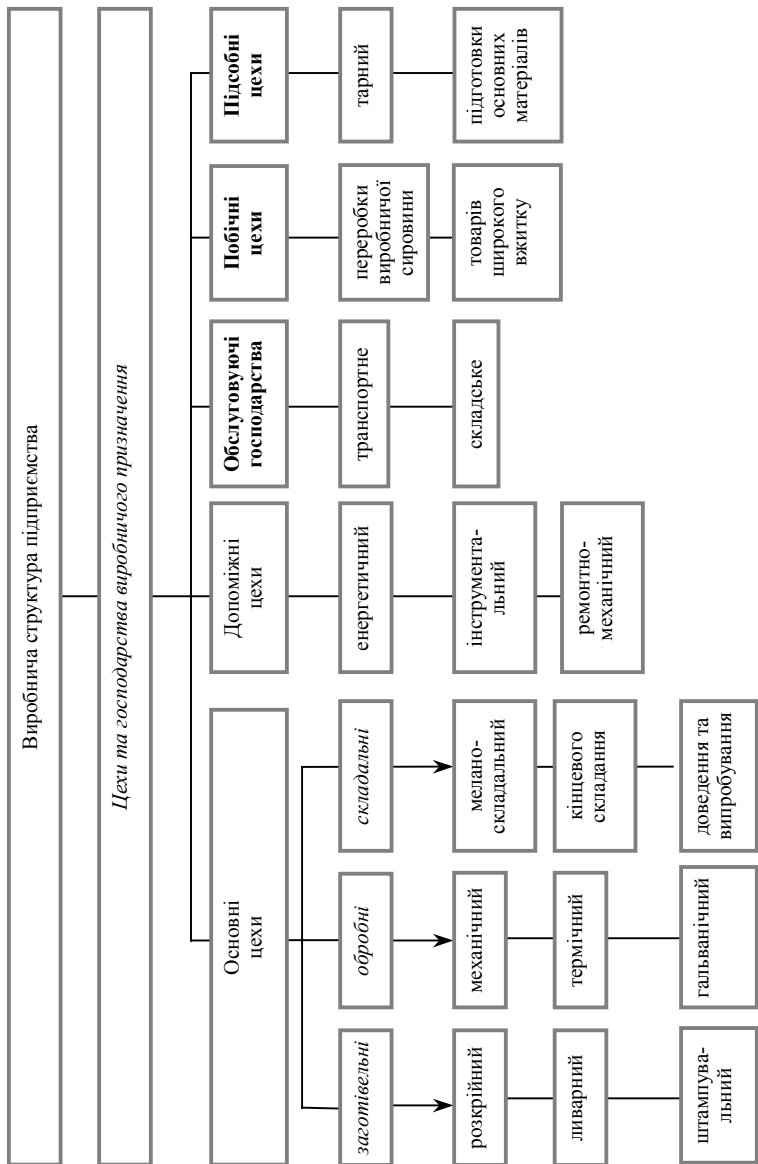 Виробнича структура підприємства
Цехи та господарства виробничого призначення
Основні
цехи
Допоміжні
цехи
Обслуговуючі
господарства
Побічні
цехи
Підсобні
цехи
заготівельні
обробні
складальні
енергетичний
транспортне
переробки
виробничої
сировини
тарний
розкрійний
механічний
мелано-
складальний
інструмента-
льний
складське
товарів
широкого
вжитку
підготовки
основних
матеріалів
ливарний
термічний
кінцевого
складання
ремонтно-
механічний
штампува-
льний
гальванічний
доведення та
випробування